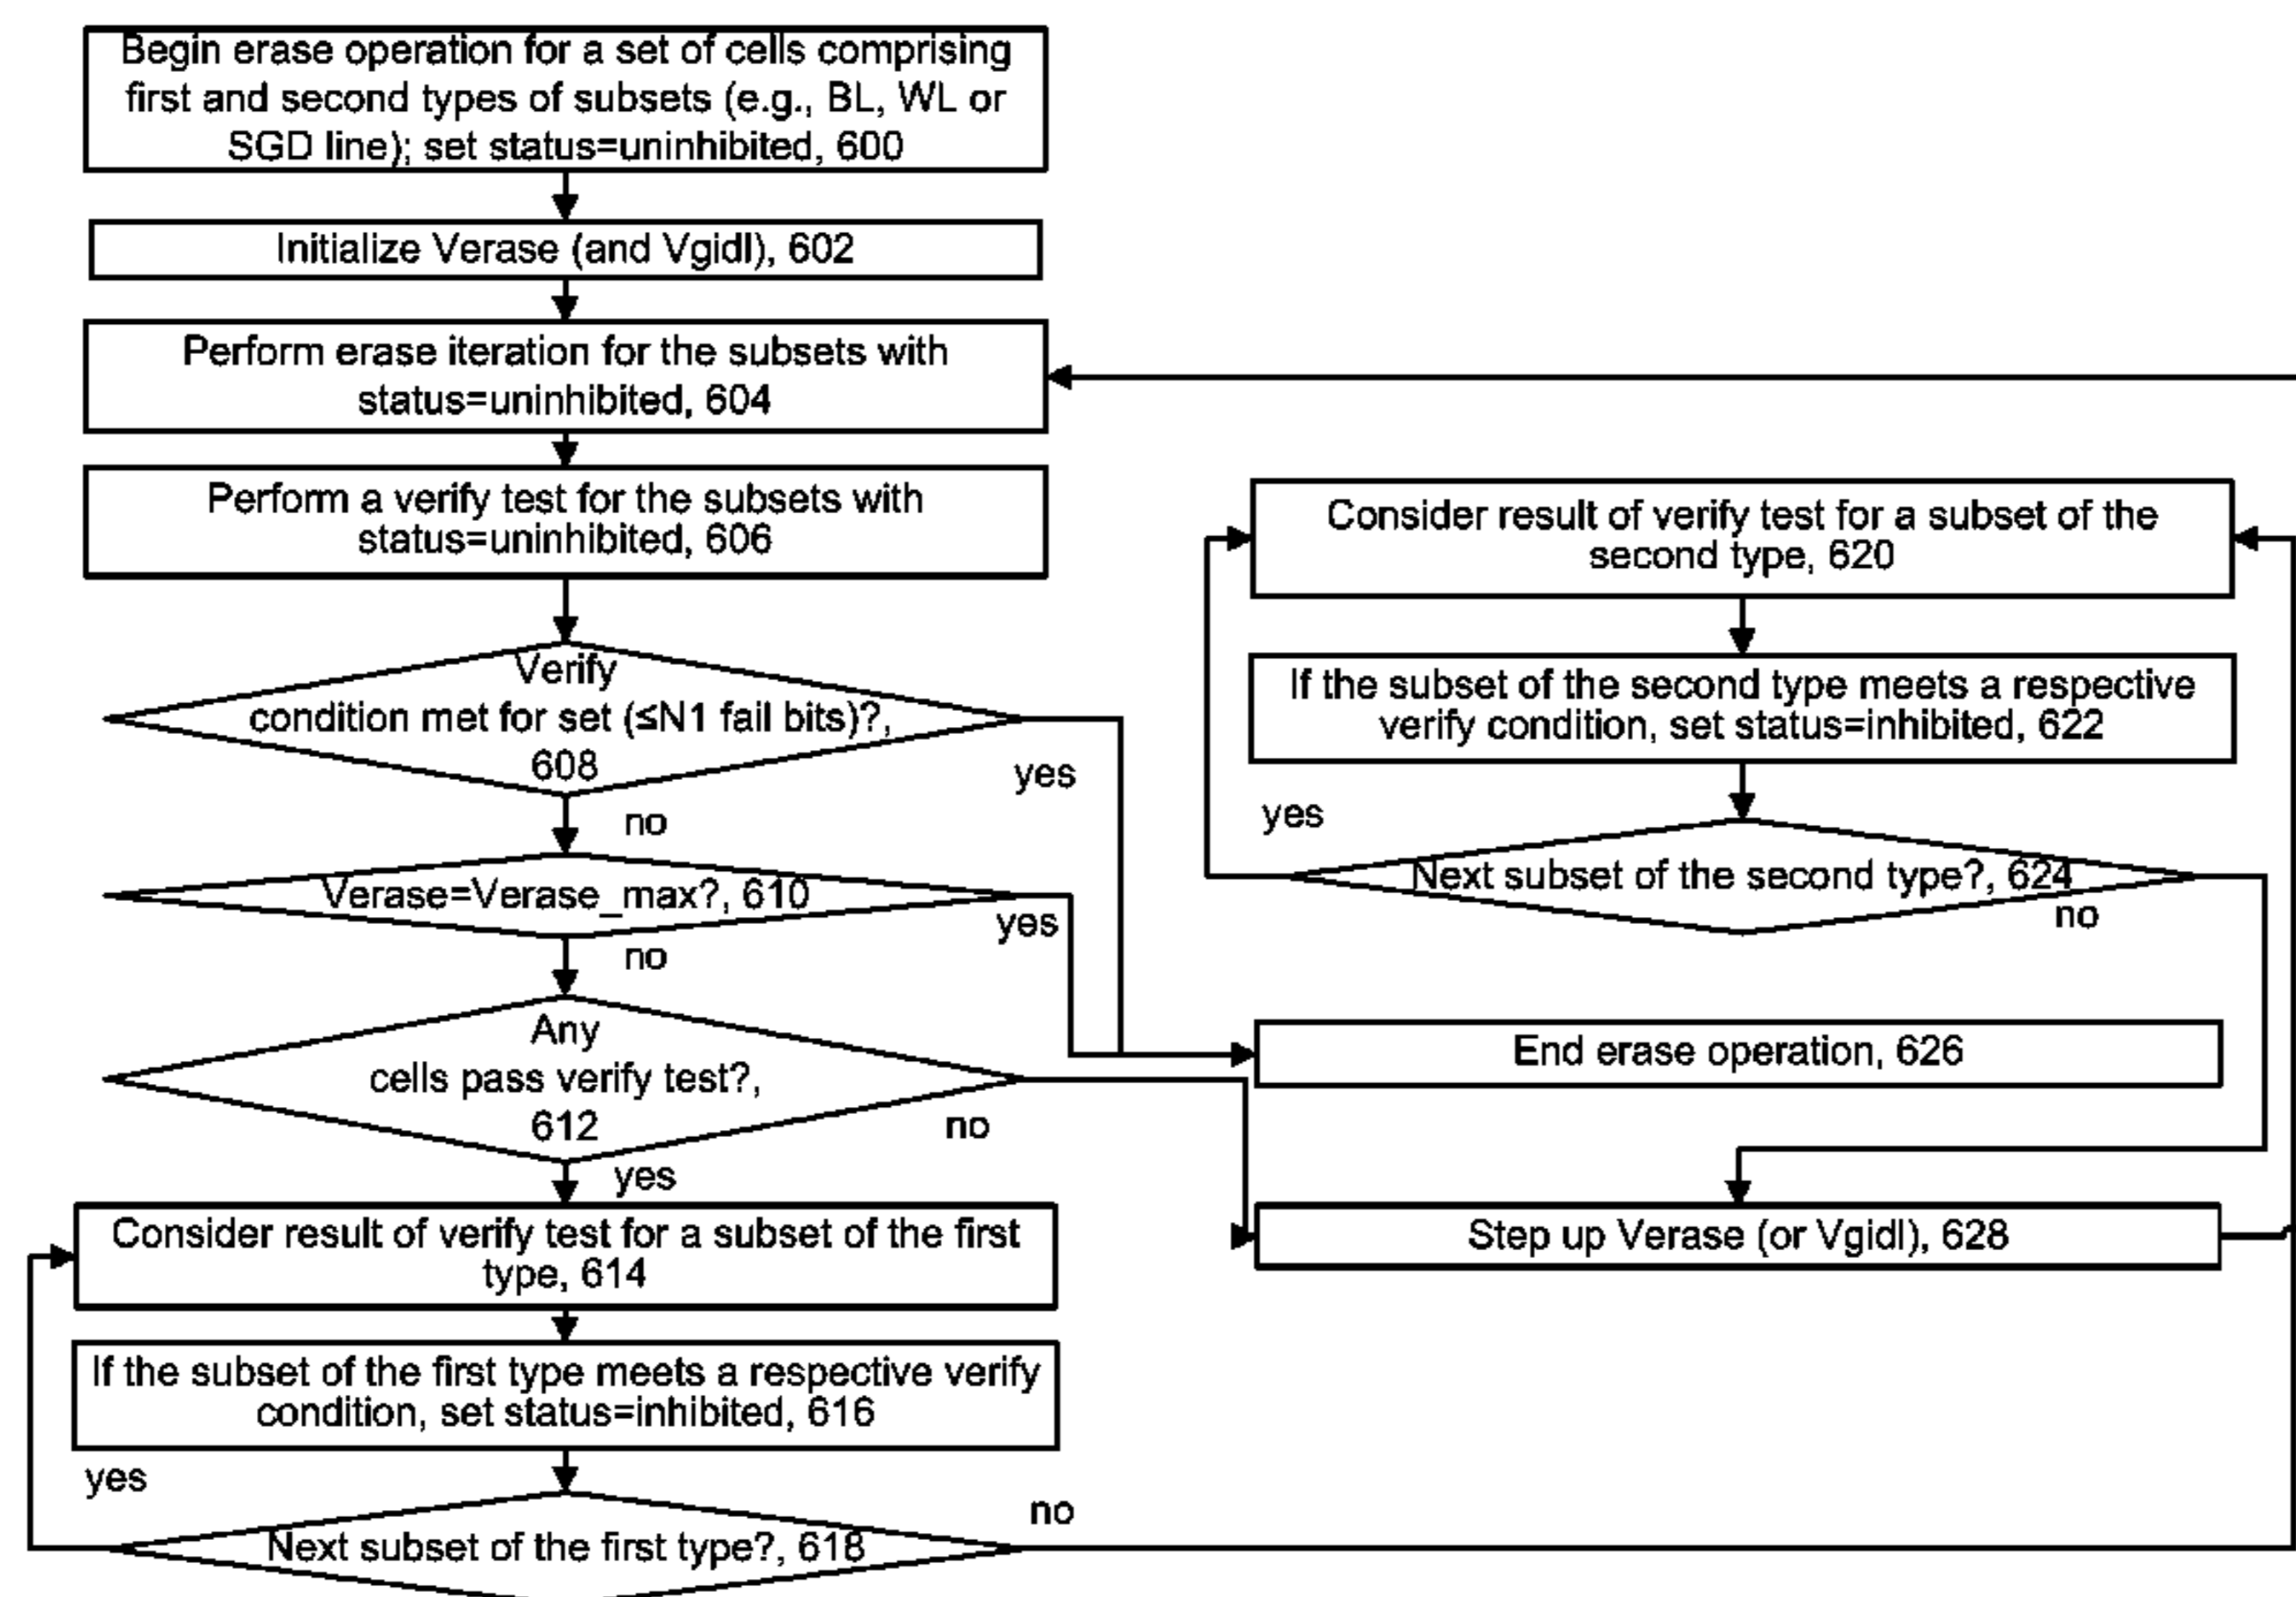 Begin erase operation for a set of cells comprising
first and second types of subsets (e.g., BL, WL or
SGD line); set status=uninhibited, 600
Initialize Verase (and Vgidl), 602
Perform erase iteration for the subsets with
status=uninhibited, 604
Perform a verify test for the subsets with
status=uninhibited, 606
Verify
condition met for set (≤N1 fail bits)?,
608
yes
no
Verase=Verase_max?, 610
yes
no
Any
cells pass verify test?,
612
no
yes
Consider result of verify test for a subset of the first
type, 614
If the subset of the first type meets a respective verify
condition, set status=inhibited, 616
yes
no
Next subset of the first type?, 618
Consider result of verify test for a subset of the
second type, 620
If the subset of the second type meets a respective
verify condition, set status=inhibited, 622
yes
Next subset of the second type?, 624
no
End erase operation, 626
Step up Verase (or Vgidl), 628